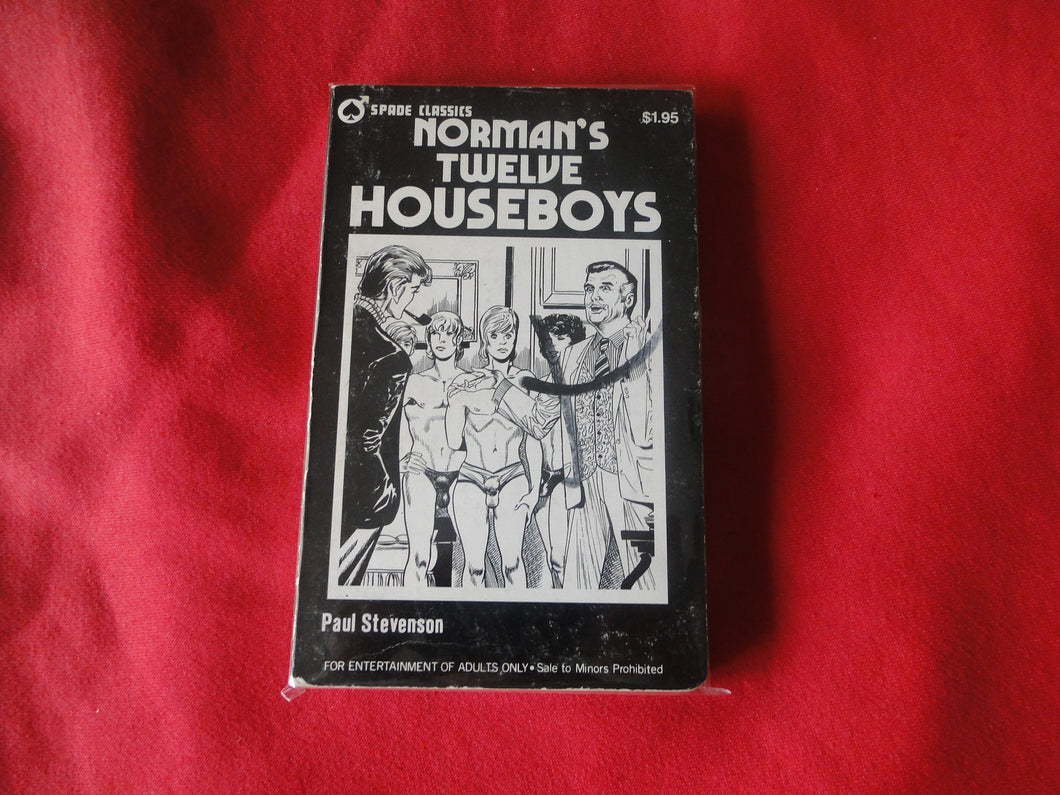 SPADE CLASSICS
$1.95
NORMAN'S
TWELVE
HOUSEBOYS
Paul Stevenson
FOR ENTERTAINMENT OF ADULTS ONLY • Sale to Minors Prohibited